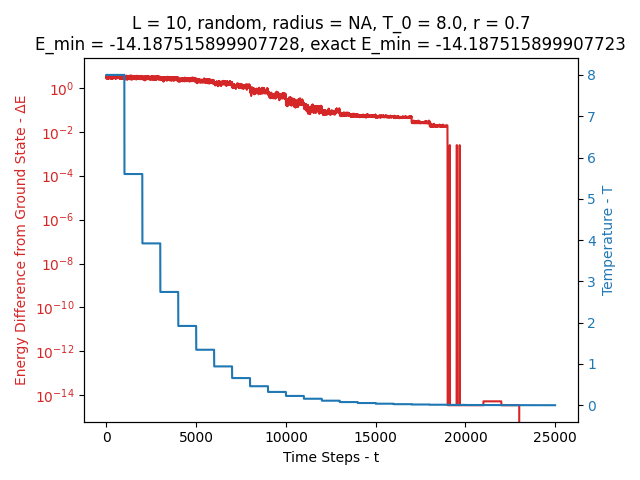 L = 10, random, radius = NA, T_0 = 8.0, r = 0.7
E_min = -14.187515899907728, exact E_min = -14.187515899907723
Energy Difference from Ground State - ΔE
10^0
10^-2
10^-4
10^-6
10^-8
10^-10
10^-12
10^-14
0 5000 10000 15000 20000 25000
Time Steps - t
8
7
6
5
4
3
2
1
0
Temperature - T